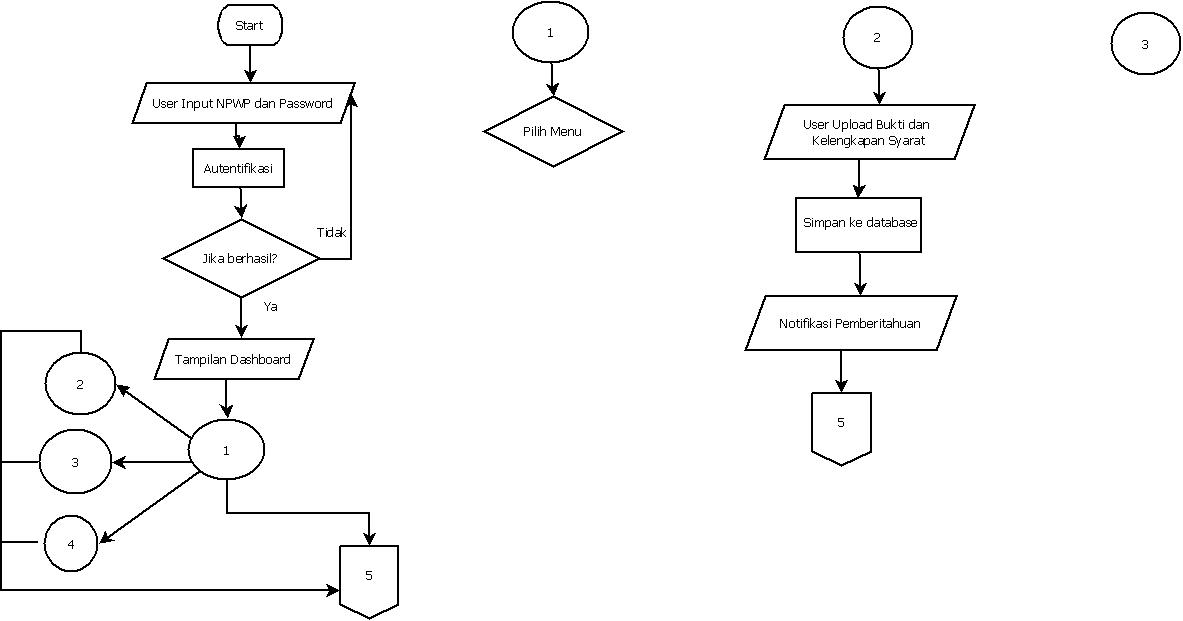 Start
User Input NPWP dan Password
Autentifikasi
Jika berhasil?
Tidak
Ya
Tampilan Dashboard
2
3
4
1
5
1
Pilih Menu
2
User Upload Bukti dan
Kelengkapan Syarat
Simpan ke database
Notifikasi Pemberitahuan
5
3